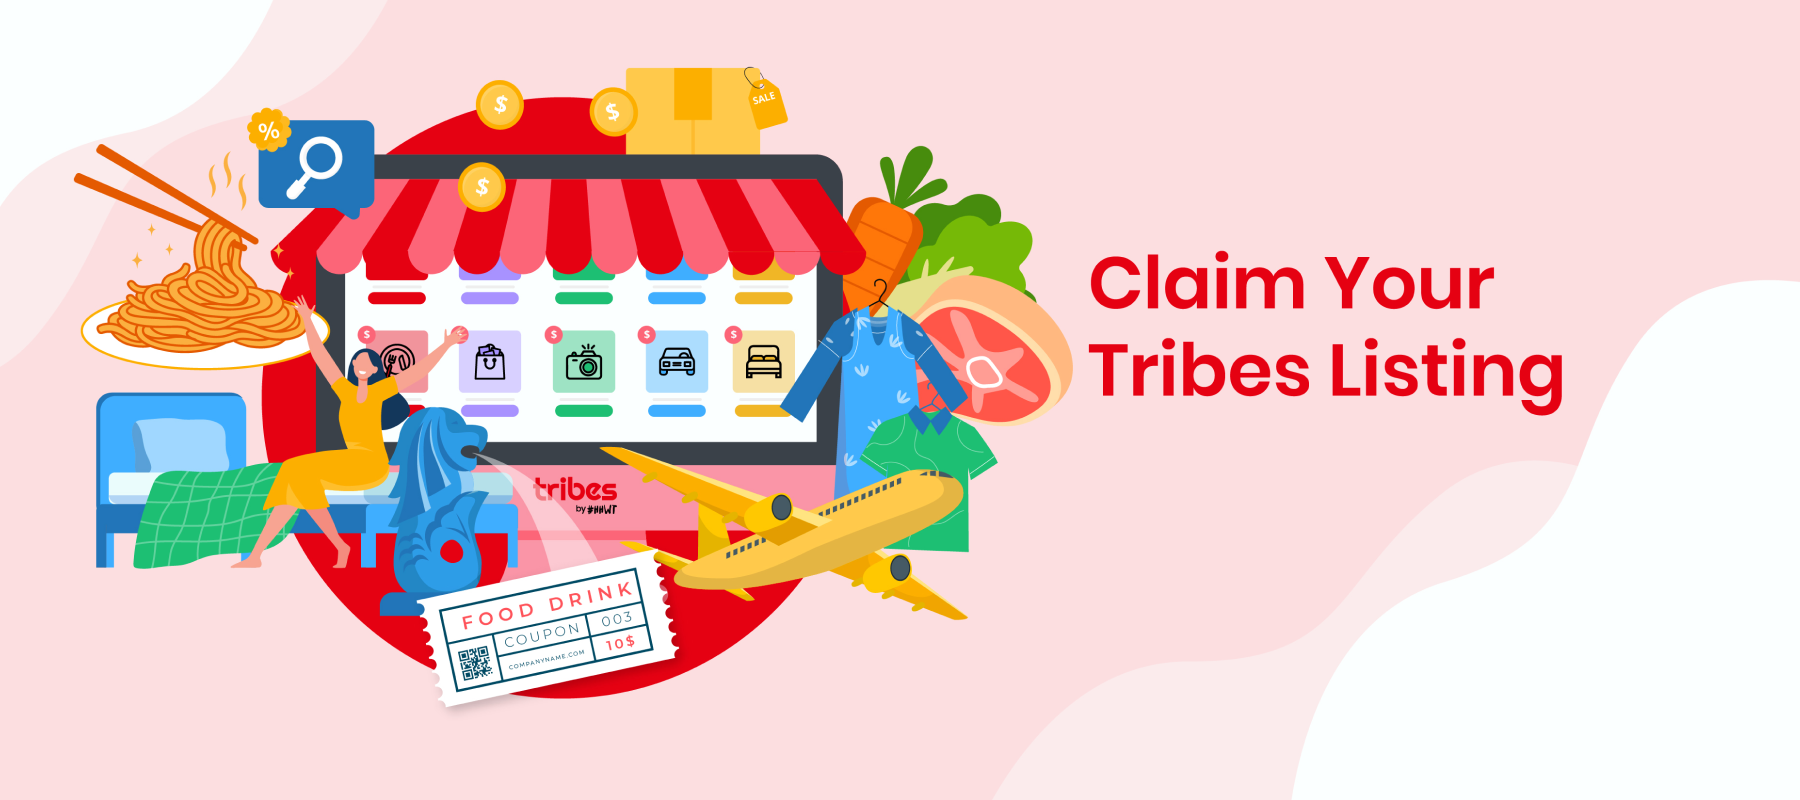 Claim Your
Tribes Listing
%
$
$
$
SALE
$
$
$
$
$
tribes
by #HHWT
FOOD DRINK
COUPON
003
COMPANYNAME.COM
10$